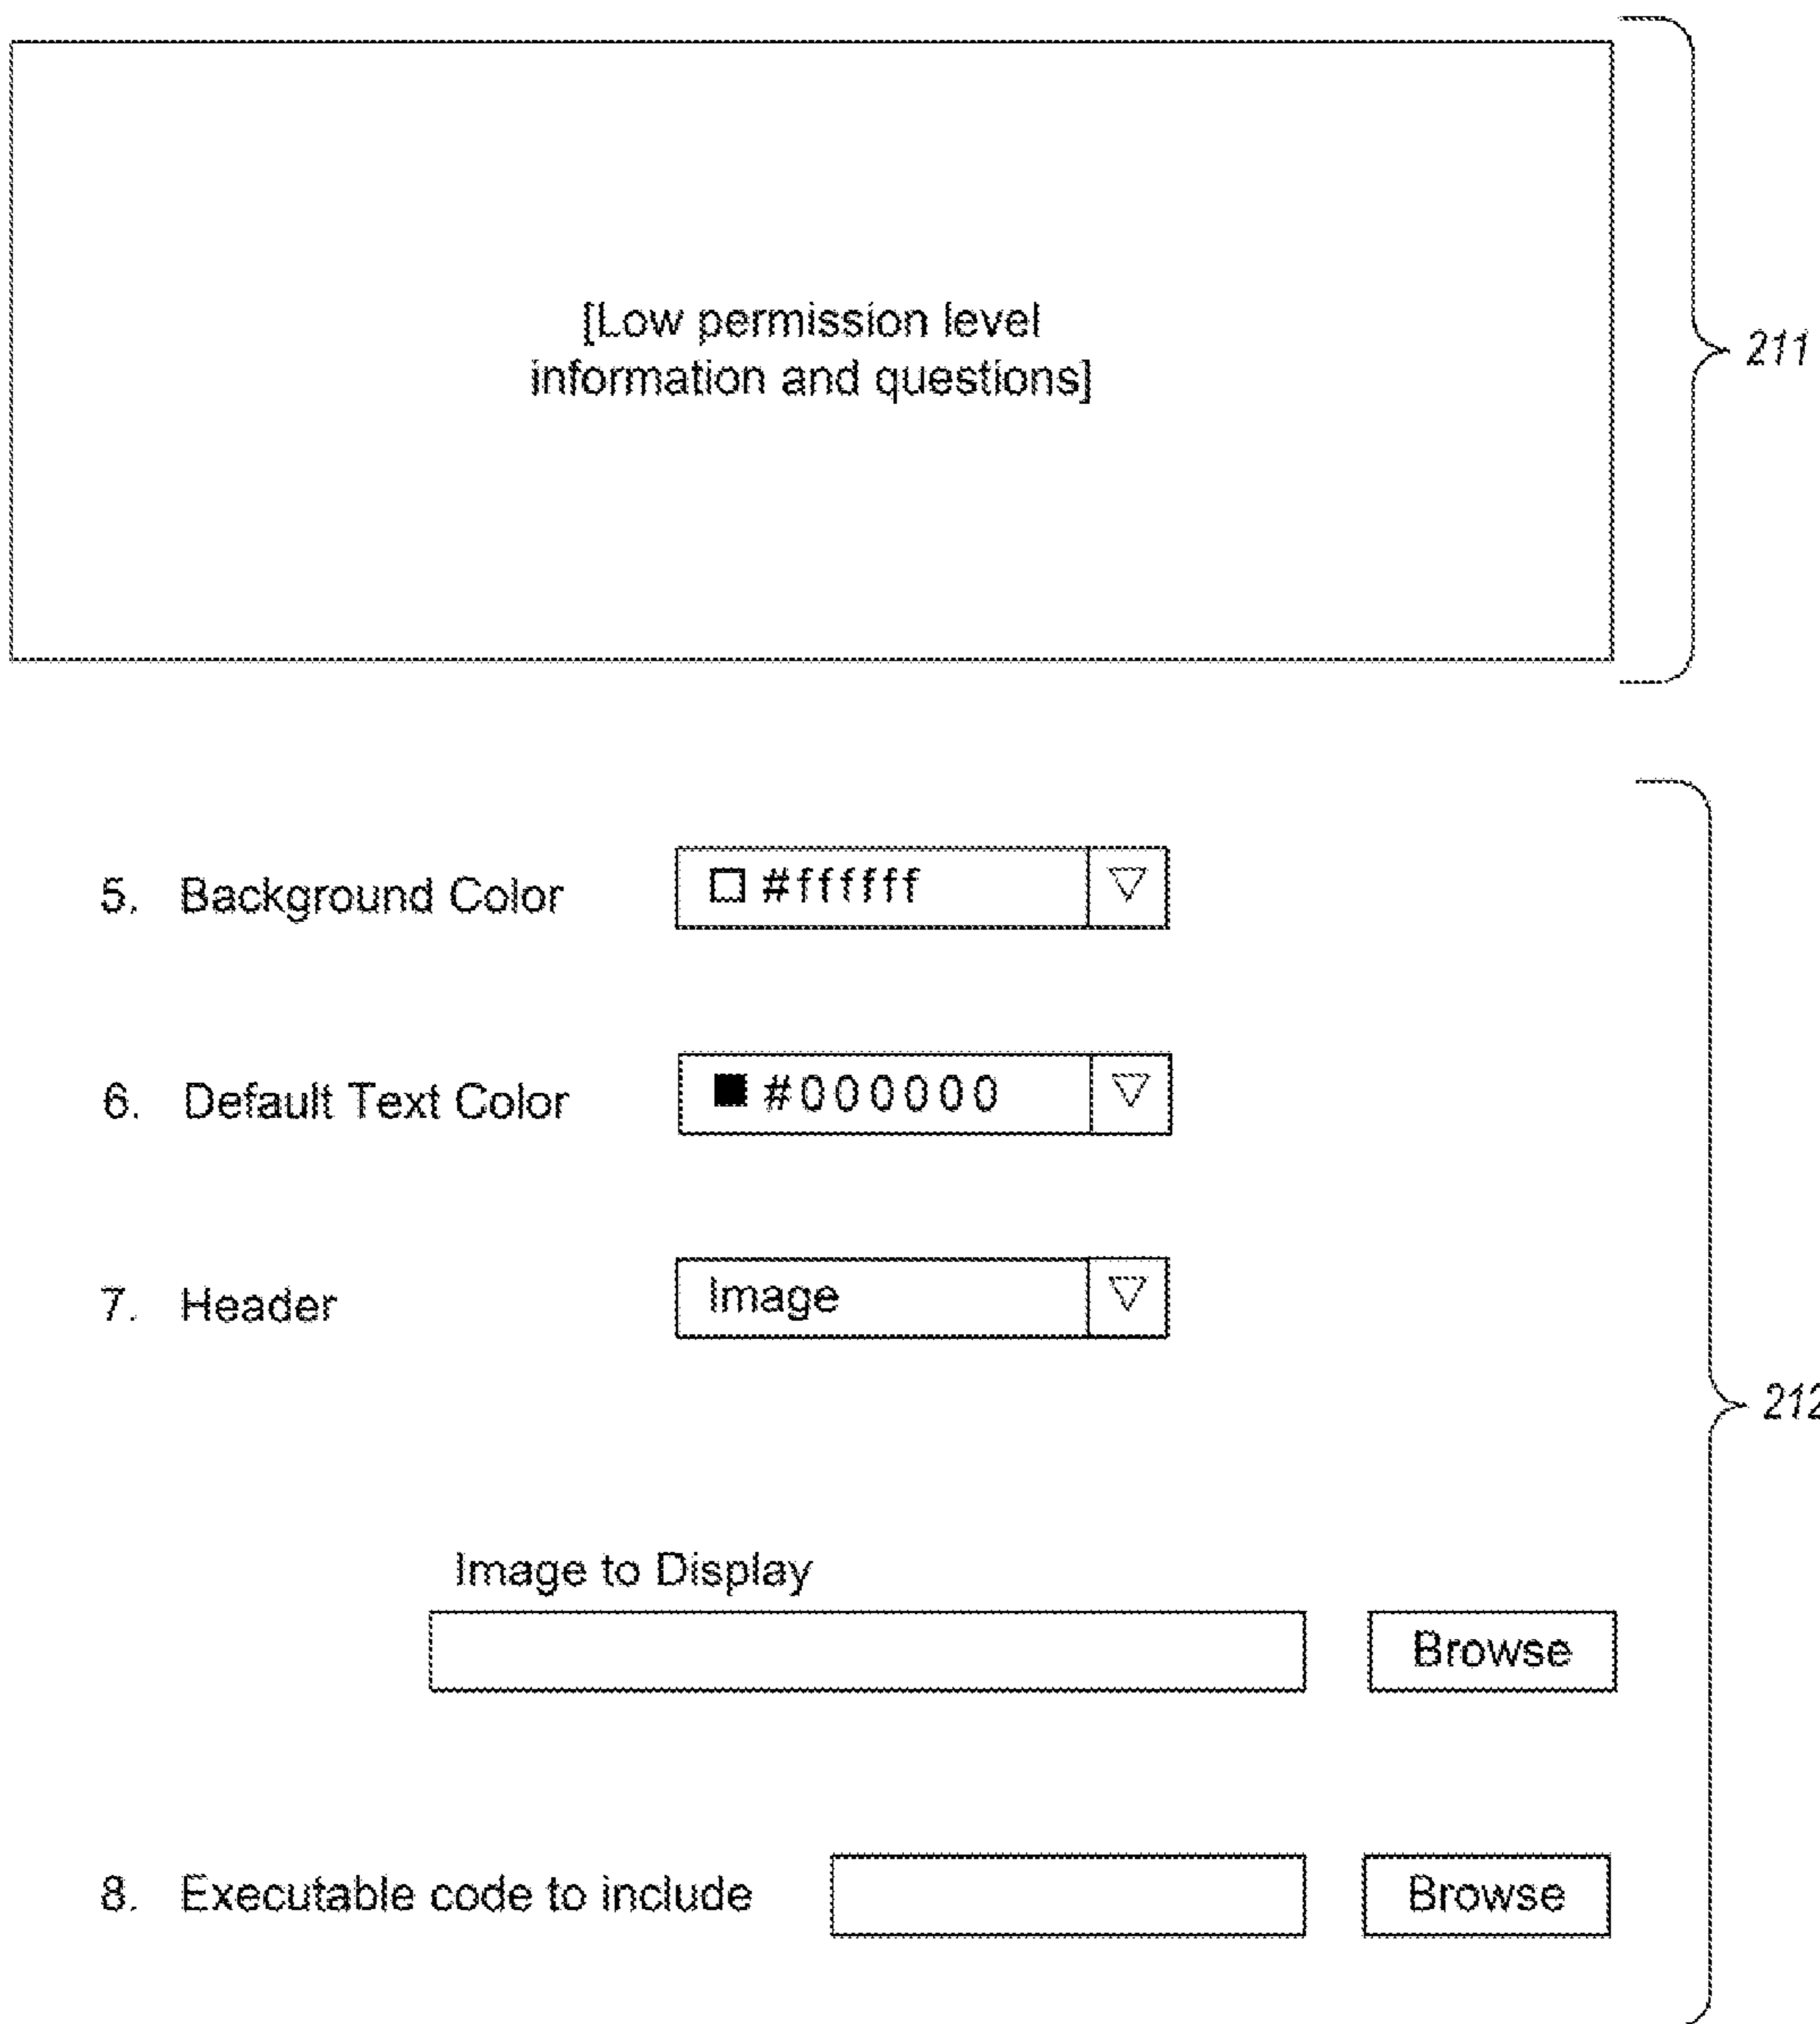 [Low permission level
information and questions]
211
5. Background Color #ffffff
6. Default Text Color #000000
7. Header Image
212
Image to Display
Browse
8. Executable code to include Browse